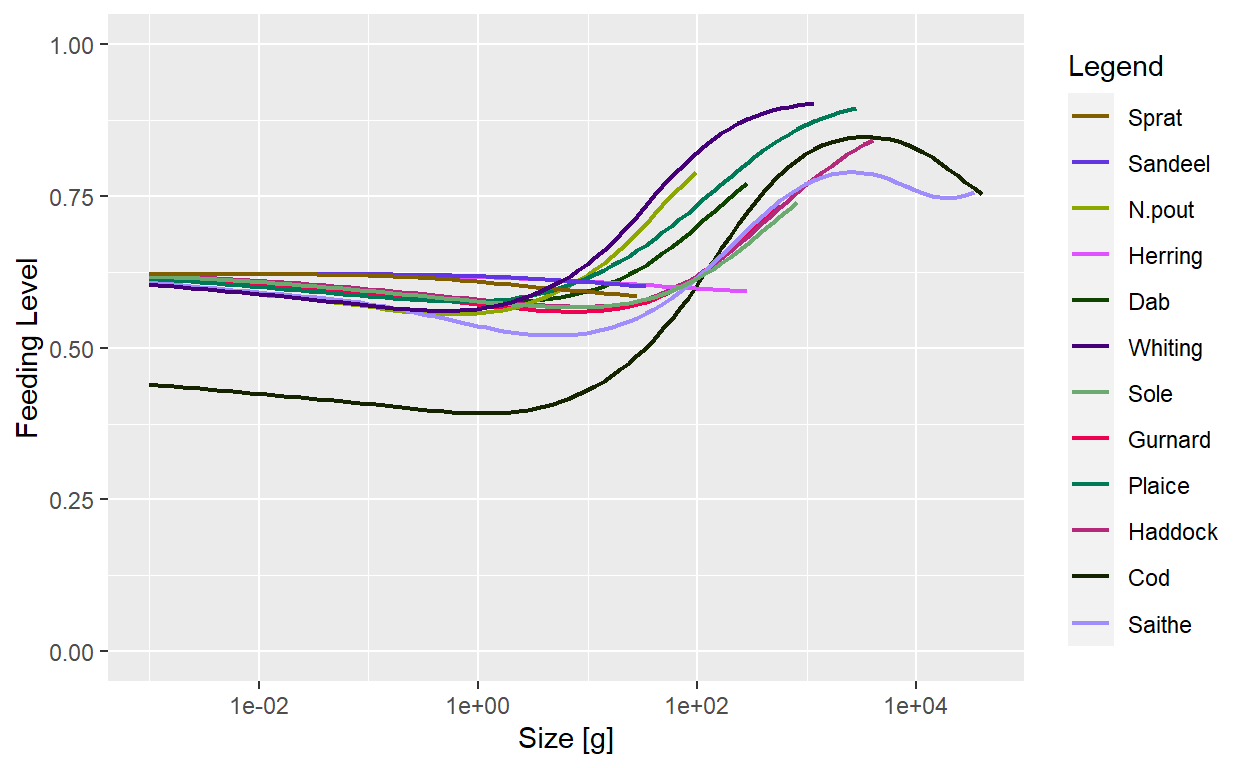 Feeding Level
1.00
0.75
0.50
0.25
0.00
1e-02
1e+00
1e+02
1e+04
Size [g]
Legend
Sprat
Sandeel
N.pout
Herring
Dab
Whiting
Sole
Gurnard
Plaice
Haddock
Cod
Saithe